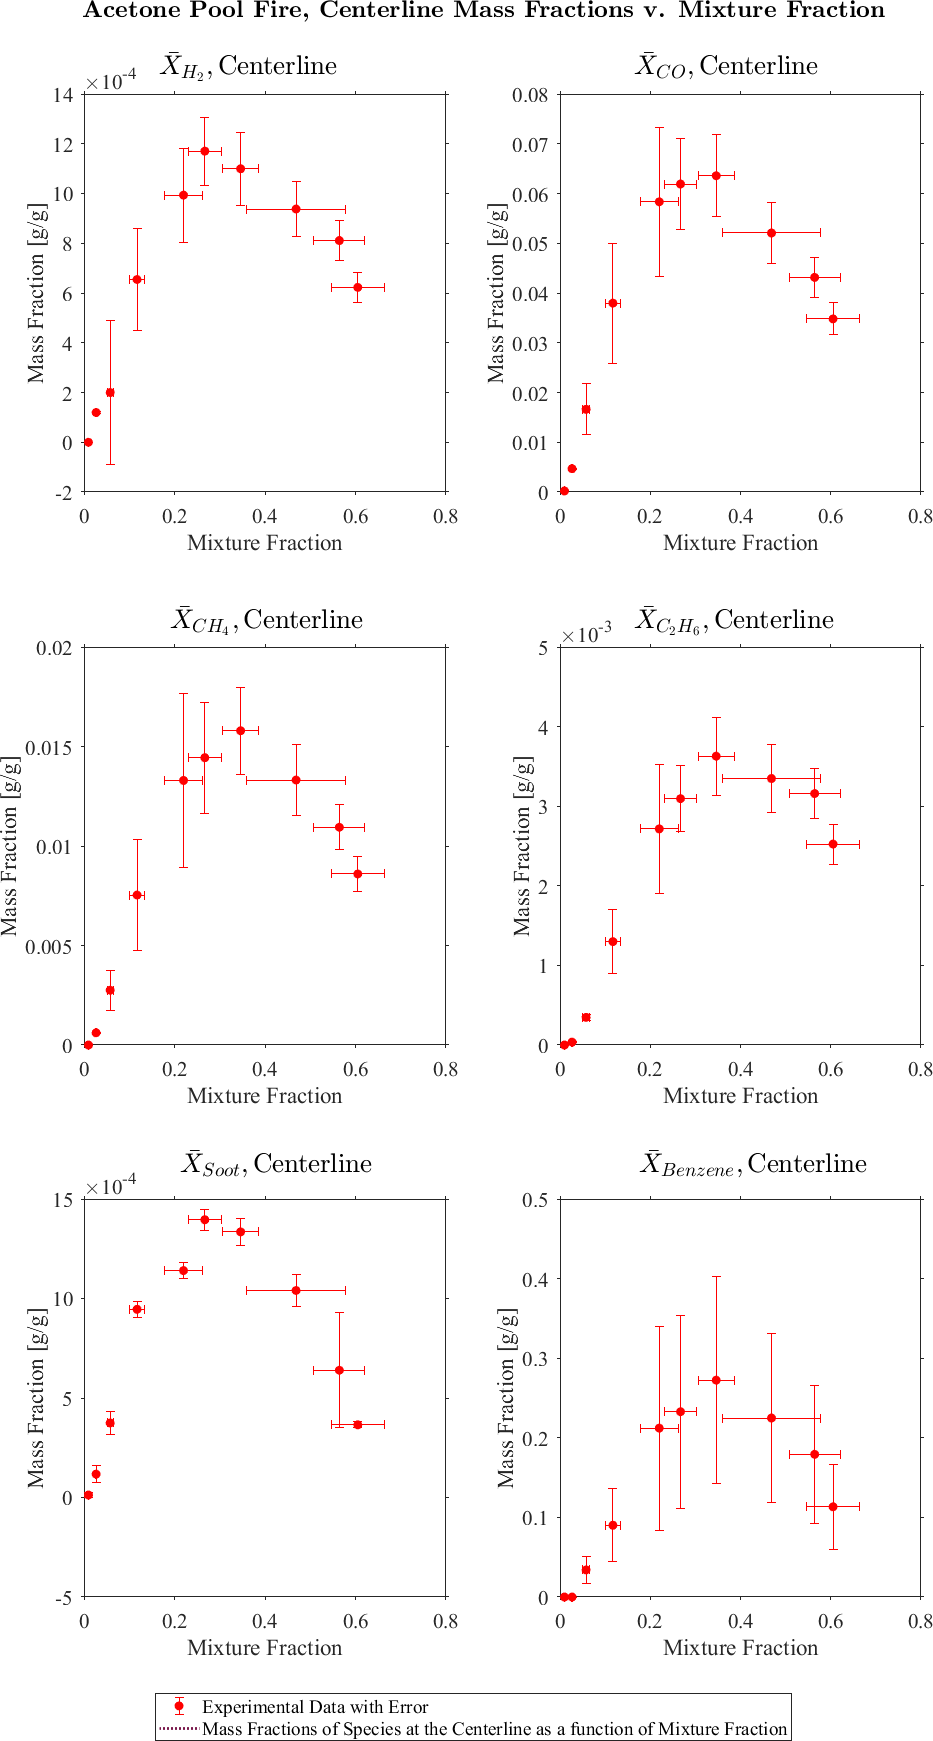 Acetone Pool Fire, Centerline Mass Fractions v. Mixture Fraction
X̄_{H_2}, Centerline
×10^{-4}
14
12
10
8
6
4
2
0
-2
Mass Fraction [g/g]
0 0.2 0.4 0.6 0.8
Mixture Fraction
X̄_{CO}, Centerline
0.08
0.07
0.06
0.05
0.04
0.03
0.02
0.01
0
Mass Fraction [g/g]
0 0.2 0.4 0.6 0.8
Mixture Fraction
X̄_{CH_4}, Centerline
0.02
0.015
0.01
0.005
0
Mass Fraction [g/g]
0 0.2 0.4 0.6 0.8
Mixture Fraction
X̄_{C_2H_6}, Centerline
×10^{-3}
5
4
3
2
1
0
Mass Fraction [g/g]
0 0.2 0.4 0.6 0.8
Mixture Fraction
X̄_{Soot}, Centerline
×10^{-4}
15
10
5
0
-5
Mass Fraction [g/g]
0 0.2 0.4 0.6 0.8
Mixture Fraction
X̄_{Benzene}, Centerline
0.5
0.4
0.3
0.2
0.1
0
Mass Fraction [g/g]
0 0.2 0.4 0.6 0.8
Mixture Fraction
Experimental Data with Error
Mass Fractions of Species at the Centerline as a function of Mixture Fraction